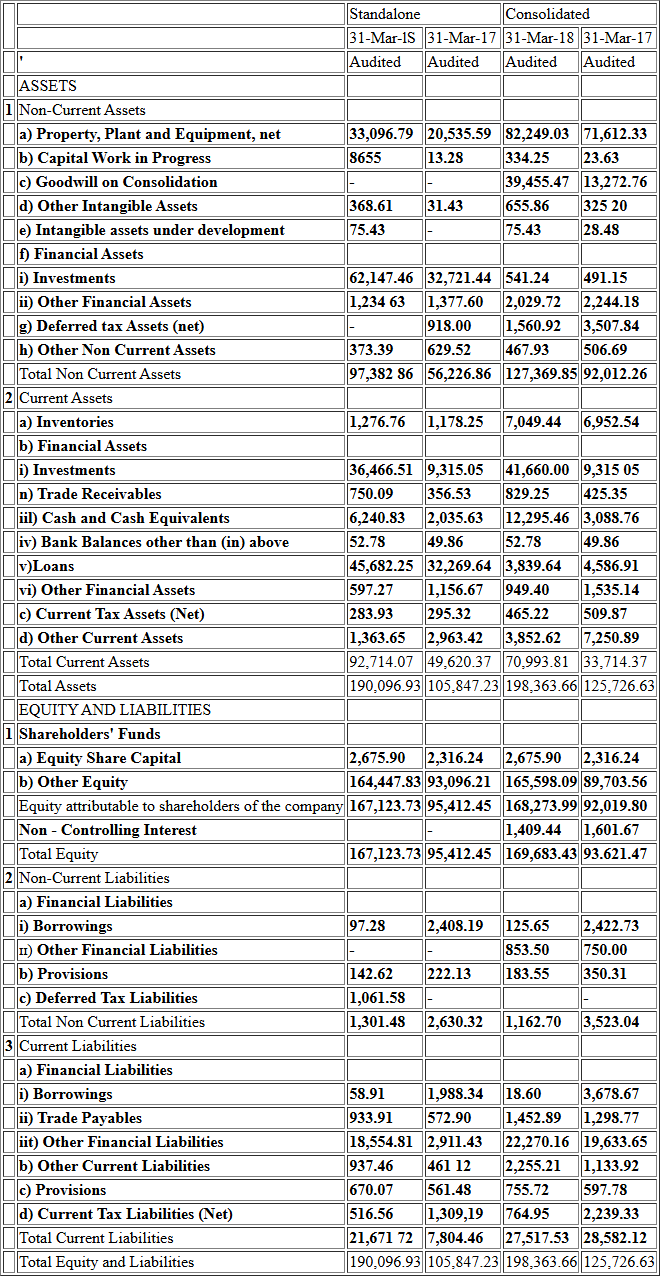 Standalone Consolidated
31-Mar-lS 31-Mar-17 31-Mar-18 31-Mar-17
' Audited Audited Audited Audited
ASSETS
1 Non-Current Assets
a) Property, Plant and Equipment, net 33,096.79 20,535.59 82,249.03 71,612.33
b) Capital Work in Progress 8655 13.28 334.25 23.63
c) Goodwill on Consolidation - - 39,455.47 13,272.76
d) Other Intangible Assets 368.61 31.43 655.86 325 20
e) Intangible assets under development 75.43 - 75.43 28.48
f) Financial Assets
i) Investments 62,147.46 32,721.44 541.24 491.15
ii) Other Financial Assets 1,234 63 1,377.60 2,029.72 2,244.18
g) Deferred tax Assets (net) - 918.00 1,560.92 3,507.84
h) Other Non Current Assets 373.39 629.52 467.93 506.69
Total Non Current Assets 97,382 86 56,226.86 127,369.85 92,012.26
2 Current Assets
a) Inventories 1,276.76 1,178.25 7,049.44 6,952.54
b) Financial Assets
i) Investments 36,466.51 9,315.05 41,660.00 9,315 05
n) Trade Receivables 750.09 356.53 829.25 425.35
iil) Cash and Cash Equivalents 6,240.83 2,035.63 12,295.46 3,088.76
iv) Bank Balances other than (in) above 52.78 49.86 52.78 49.86
v)Loans 45,682.25 32,269.64 3,839.64 4,586.91
vi) Other Financial Assets 597.27 1,156.67 949.40 1,535.14
c) Current Tax Assets (Net) 283.93 295.32 465.22 509.87
d) Other Current Assets 1,363.65 2,963.42 3,852.62 7,250.89
Total Current Assets 92,714.07 49,620.37 70,993.81 33,714.37
Total Assets 190,096.93 105,847.23 198,363.66 125,726.63
EQUITY AND LIABILITIES
1 Shareholders' Funds
a) Equity Share Capital 2,675.90 2,316.24 2,675.90 2,316.24
b) Other Equity 164,447.83 93,096.21 165,598.09 89,703.56
Equity attributable to shareholders of the company 167,123.73 95,412.45 168,273.99 92,019.80
Non - Controlling Interest - 1,409.44 1,601.67
Total Equity 167,123.73 95,412.45 169,683.43 93.621.47
2 Non-Current Liabilities
a) Financial Liabilities
i) Borrowings 97.28 2,408.19 125.65 2,422.73
ıı) Other Financial Liabilities - - 853.50 750.00
b) Provisions 142.62 222.13 183.55 350.31
c) Deferred Tax Liabilities 1,061.58 - -
Total Non Current Liabilities 1,301.48 2,630.32 1,162.70 3,523.04
3 Current Liabilities
a) Financial Liabilities
i) Borrowings 58.91 1,988.34 18.60 3,678.67
ii) Trade Payables 933.91 572.90 1,452.89 1,298.77
iit) Other Financial Liabilities 18,554.81 2,911.43 22,270.16 19,633.65
b) Other Current Liabilities 937.46 461 12 2,255.21 1,133.92
c) Provisions 670.07 561.48 755.72 597.78
d) Current Tax Liabilities (Net) 516.56 1,309,19 764.95 2,239.33
Total Current Liabilities 21,671 72 7,804.46 27,517.53 28,582.12
Total Equity and Liabilities 190,096.93 105,847.23 198,363.66 125,726.63